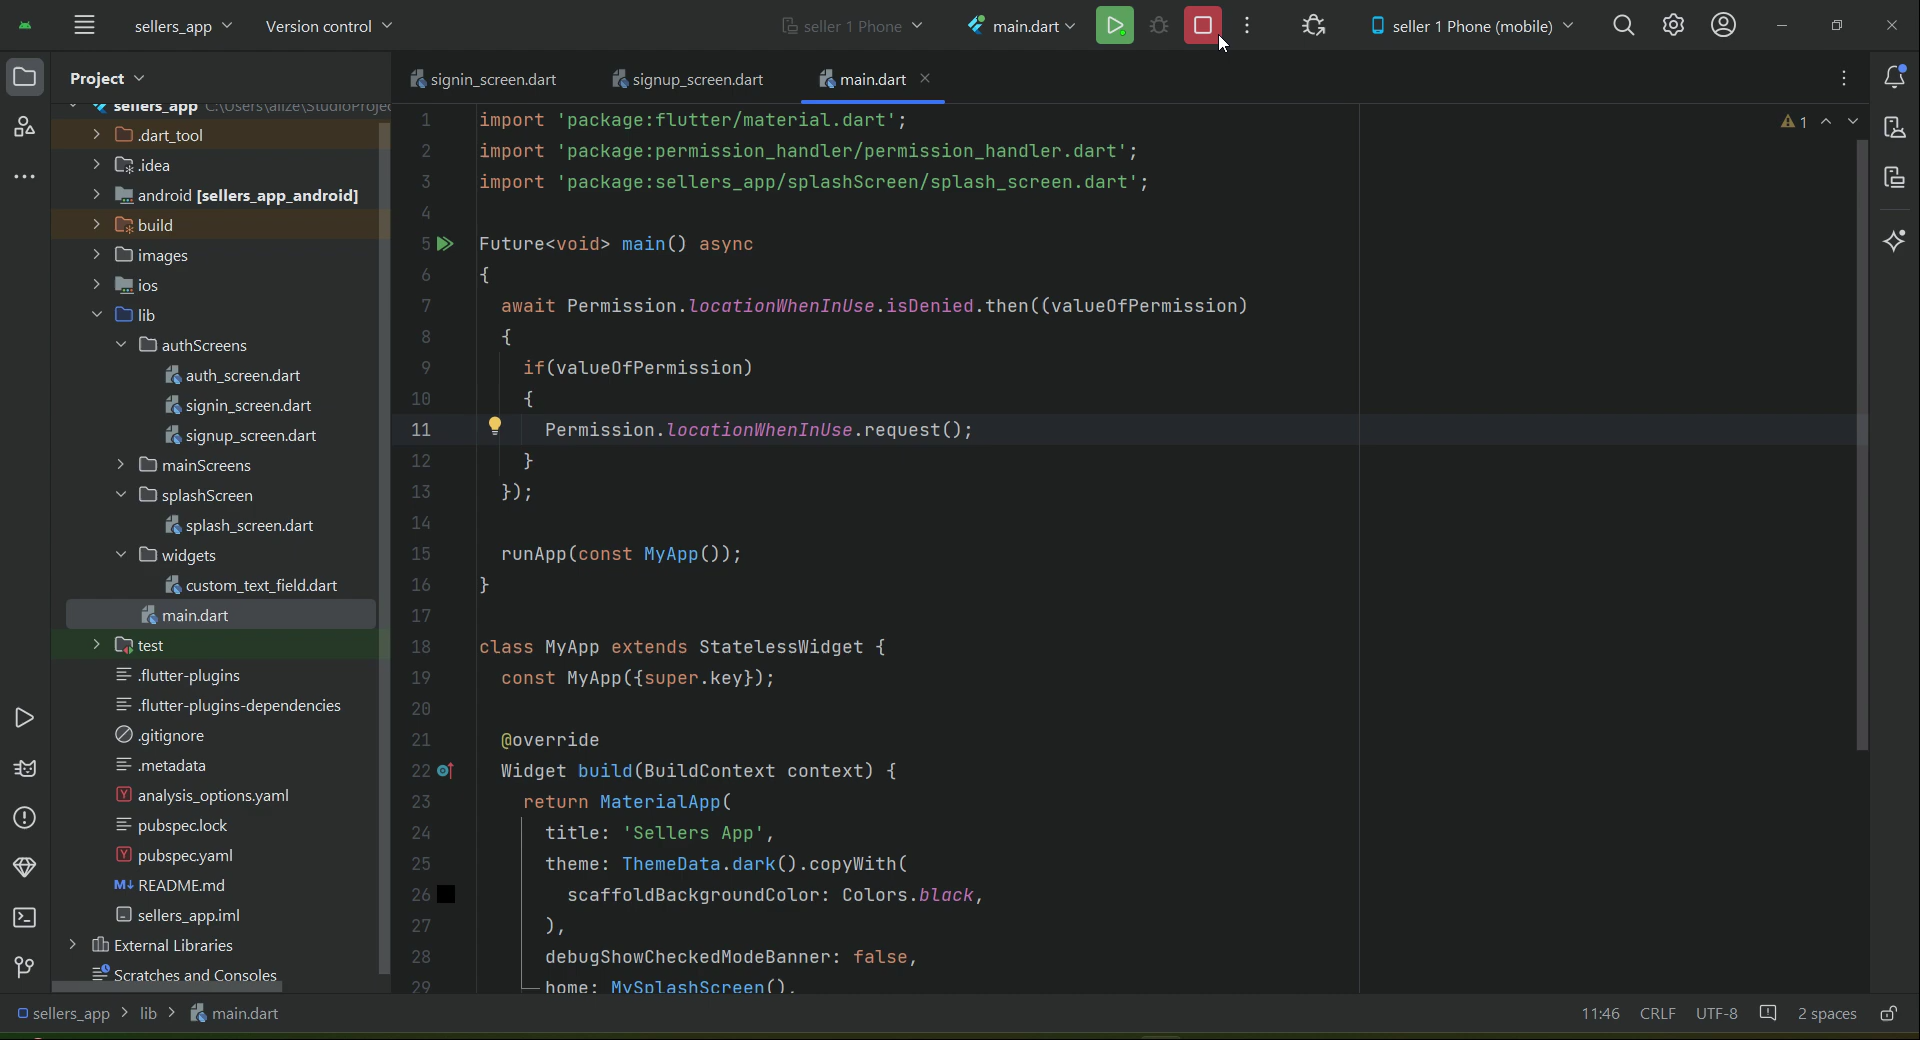 sellers_app
Version control
seller 1 Phone
main.dart
seller 1 Phone (mobile)
Project
signin_screen.dart
signup_screen.dart
main.dart
sellers_app C:\Users\alize\StudioProjec
.dart_tool
.idea
android [sellers_app_android]
build
images
ios
lib
authScreens
auth_screen.dart
signin_screen.dart
signup_screen.dart
mainScreens
splashScreen
splash_screen.dart
widgets
custom_text_field.dart
main.dart
test
.flutter-plugins
.flutter-plugins-dependencies
.gitignore
.metadata
analysis_options.yaml
pubspec.lock
pubspec.yaml
M↓ README.md
sellers_app.iml
External Libraries
Scratches and Consoles
1 import 'package:flutter/material.dart';
1
2 import 'package:permission_handler/permission_handler.dart';
3 import 'package:sellers_app/splashScreen/splash_screen.dart';
4
5 Future<void> main() async
6 {
7 await Permission.locationWhenInUse.isDenied.then((valueOfPermission)
8 {
9 if(valueOfPermission)
10 {
11 Permission.locationWhenInUse.request();
12 }
13 });
14
15 runApp(const MyApp());
16 }
17
18 class MyApp extends StatelessWidget {
19 const MyApp({super.key});
20
21 @override
22 Widget build(BuildContext context) {
23 return MaterialApp(
24 title: 'Sellers App',
25 theme: ThemeData.dark().copyWith(
26 scaffoldBackgroundColor: Colors.black,
27 ),
28 debugShowCheckedModeBanner: false,
29 home: MySplashScreen(),
sellers_app > lib > main.dart
11:46 CRLF UTF-8 2 spaces